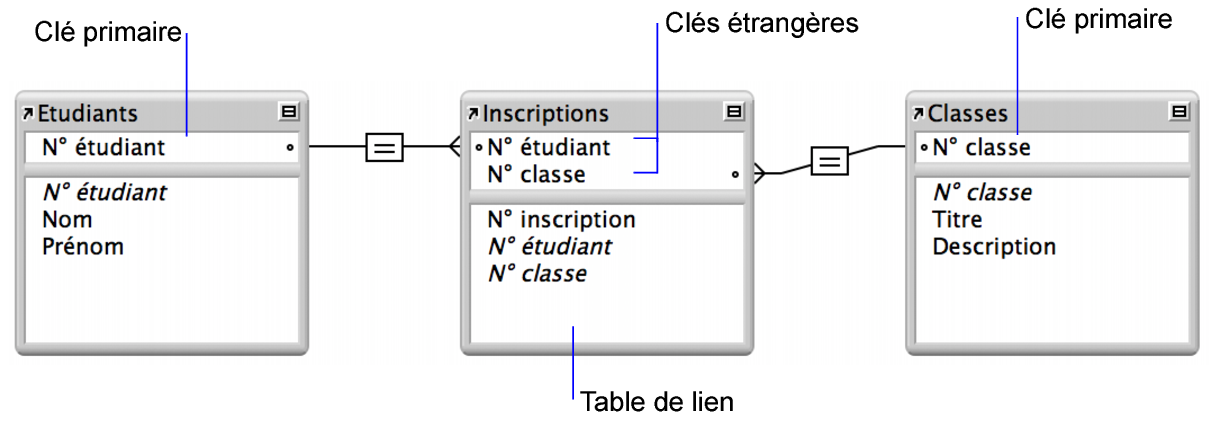 Clé primaire
Clés étrangères
Clé primaire
Etudiants
N° étudiant
N° étudiant
Nom
Prénom
=
Inscriptions
N° étudiant
N° classe
N° inscription
N° étudiant
N° classe
=
Classes
N° classe
N° classe
Titre
Description
Table de lien